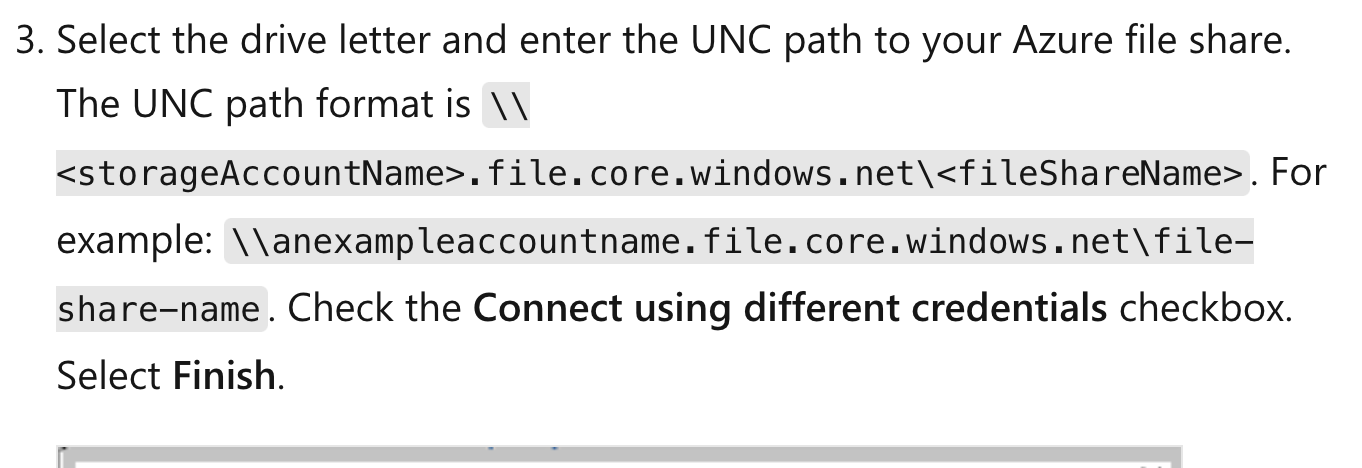 3. Select the drive letter and enter the UNC path to your Azure file share.
The UNC path format is \\
<storageAccountName>.file.core.windows.net\<fileShareName>. For
example: \\anexampleaccountname.file.core.windows.net\file-
share-name. Check the Connect using different credentials checkbox.
Select Finish.